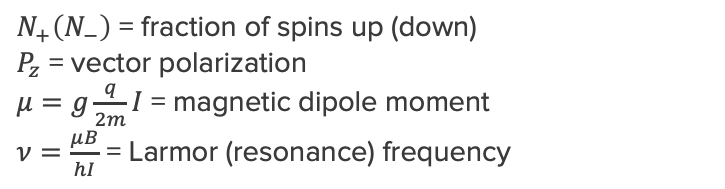 N₊(N₋) = fraction of spins up (down)
P_z = vector polarization
μ = g q/2m I = magnetic dipole moment
ν = μB/hI = Larmor (resonance) frequency